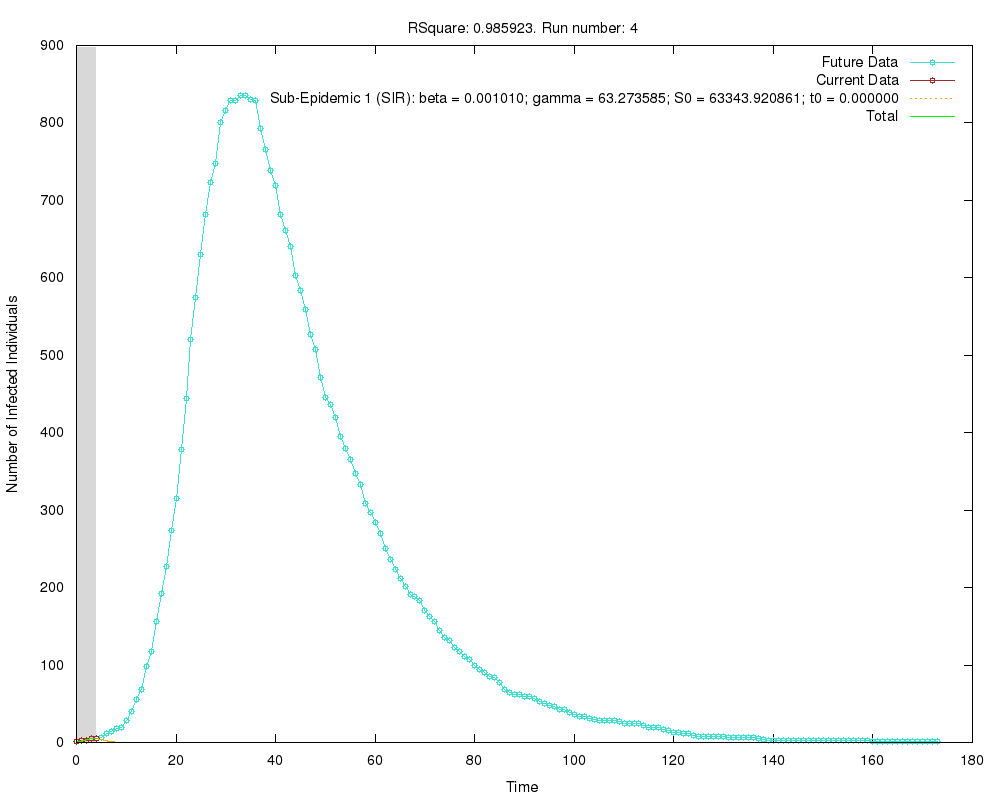 RSquare: 0.985923. Run number: 4
900
800
700
600
500
400
300
200
100
0
Number of Infected Individuals
Future Data
Current Data
Sub-Epidemic 1 (SIR): beta = 0.001010; gamma = 63.273585; S0 = 63343.920861; t0 = 0.000000
Total
0 20 40 60 80 100 120 140 160 180
Time